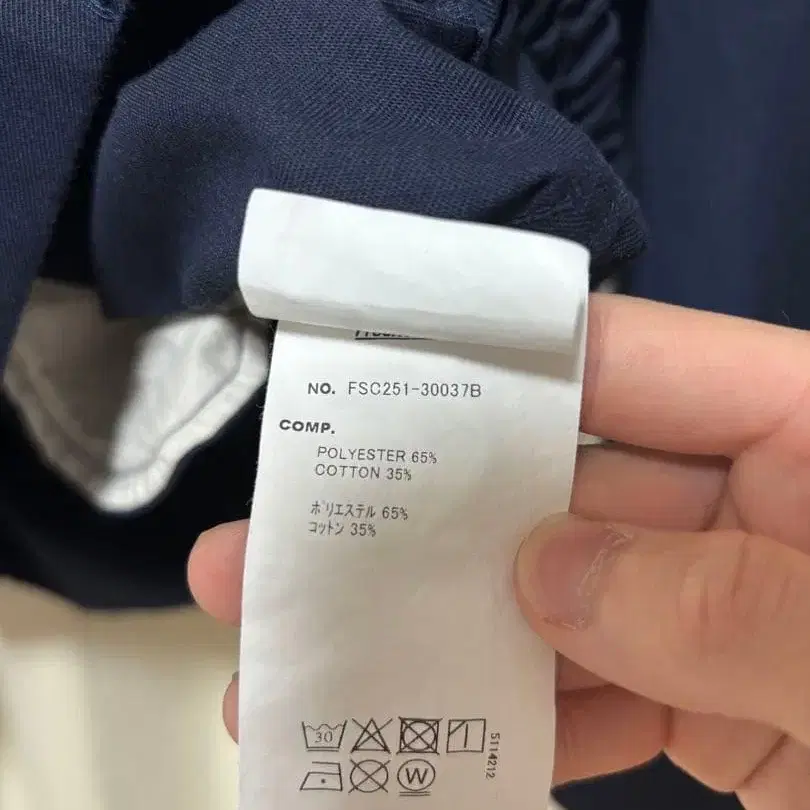 NO. FSC251-30037B
COMP.
POLYESTER 65%
COTTON 35%
ポリエステル 65%
コットン 35%
30
W
5114212